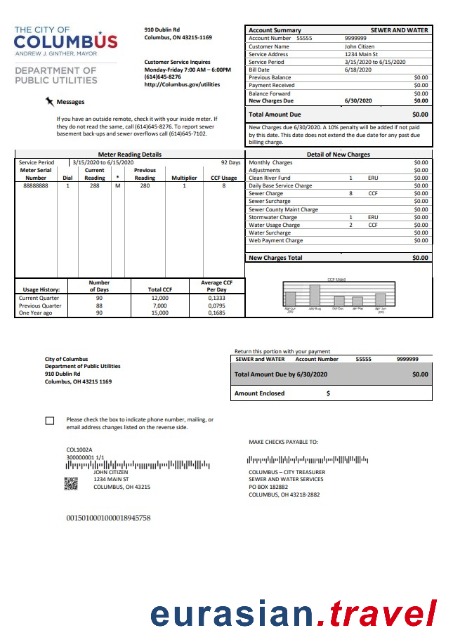 THE CITY OF
COLUMBUS
ANDREW J. GINTHER, MAYOR
DEPARTMENT OF
PUBLIC UTILITIES
910 Dublin Rd
Columbus, ON 43215-1169
Customer Service Inquires
Monday-Friday 7:00 AM – 6:00PM
(614)645-8276
http://Columbus.gov/utilities
Messages
If you have an outside remote, check it with your inside meter. If
they do not read the same, call (614)645-8276. To report sewer
basement back ups and sewer overflows call (614)645-7102.
Account Summary SEWER AND WATER
Account Number 55555 9999999
Customer Name John Citizen
Service Address 1234 Main St
Service Period 3/15/2020 to 6/15/2020
Bill Date 6/18/2020
Previous Balance $0.00
Payment Received $0.00
Balance Forward $0.00
New Charges Due 6/30/2020 $0.00
Total Amount Due $0.00
New Charges due 6/30/2020. A 10% penalty will be added if not paid
by this date. This date does not extend the due date for any past due
billing charge.
Meter Reading Details
Service Period 3/15/2020 to 6/15/2020 92 Days
Meter Serial Number Dial Current Reading * Previous Reading Multiplier CCF Usage
88888888 1 288 M 280 1 8
Usage History: Number of Days Total CCF Average CCF Per Day
Current Quarter 90 12,000 0,1333
Previous Quarter 88 7,000 0,0795
One Year ago 90 15,000 0,1685
Detail of New Charges
Monthly Charges $0.00
Adjustments $0.00
Clean River Fund 1 ERU $0.00
Daily Base Service Charge $0.00
Sewer Charge 8 CCF $0.00
Sewer Surcharge $0.00
Sewer County Maint Charge $0.00
Stormwater Charge 1 ERU $0.00
Water Usage Charge 2 CCF $0.00
Water Surcharge $0.00
Web Payment Charge $0.00
New Charges Total $0.00
CCF Used
City of Columbus
Department of Public Utilities
910 Dublin Rd
Columbus, OH 43215 1169
Return this portion with your payment
SEWER AND WATER Account Number 55555 9999999
Total Amount Due by 6/30/2020 $0.00
Amount Enclosed $
Please check the box to indicate phone number, mailing, or
email address changes listed on the reverse side.
COL1002A
300000001 1/1
JOHN CITIZEN
1234 MAIN ST
COLUMBUS, OH 43215
MAKE CHECKS PAYABLE TO:
COLUMBUS – CITY TREASURER
SEWER AND WATER SERVICES
PO BOX 182882
COLUMBUS, OH 43218-2882
001501000100001 8945758
eurasian.travel